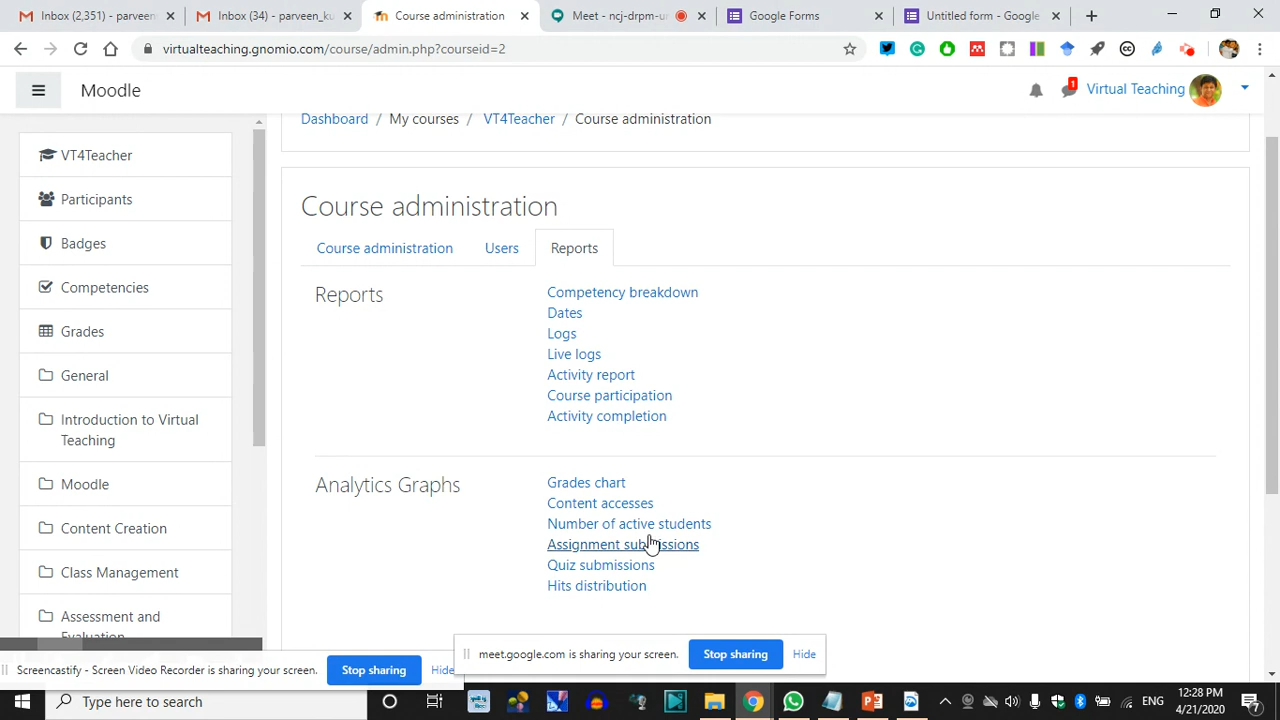 Inbox (2,351) - parveen
Inbox (34) - parveen_ku
Course administration
Meet - ncj-drpm-
Google Forms
Untitled form - Google
virtualteaching.gnomio.com/course/admin.php?courseid=2
Moodle
1
Virtual Teaching
Dashboard / My courses / VT4Teacher / Course administration
VT4Teacher
Participants
Badges
Competencies
Grades
General
Introduction to Virtual
Teaching
Moodle
Content Creation
Class Management
Assessment and
Evaluation
Course administration
Course administration
Users
Reports
Reports
Competency breakdown
Dates
Logs
Live logs
Activity report
Course participation
Activity completion
Analytics Graphs
Grades chart
Content accesses
Number of active students
Assignment submissions
Quiz submissions
Hits distribution
meet.google.com is sharing your screen.
Stop sharing
Hide
Screencastify - Screen Video Recorder is sharing your screen.
Stop sharing
Hide
Type here to search
ENG
12:28 PM
4/21/2020
7